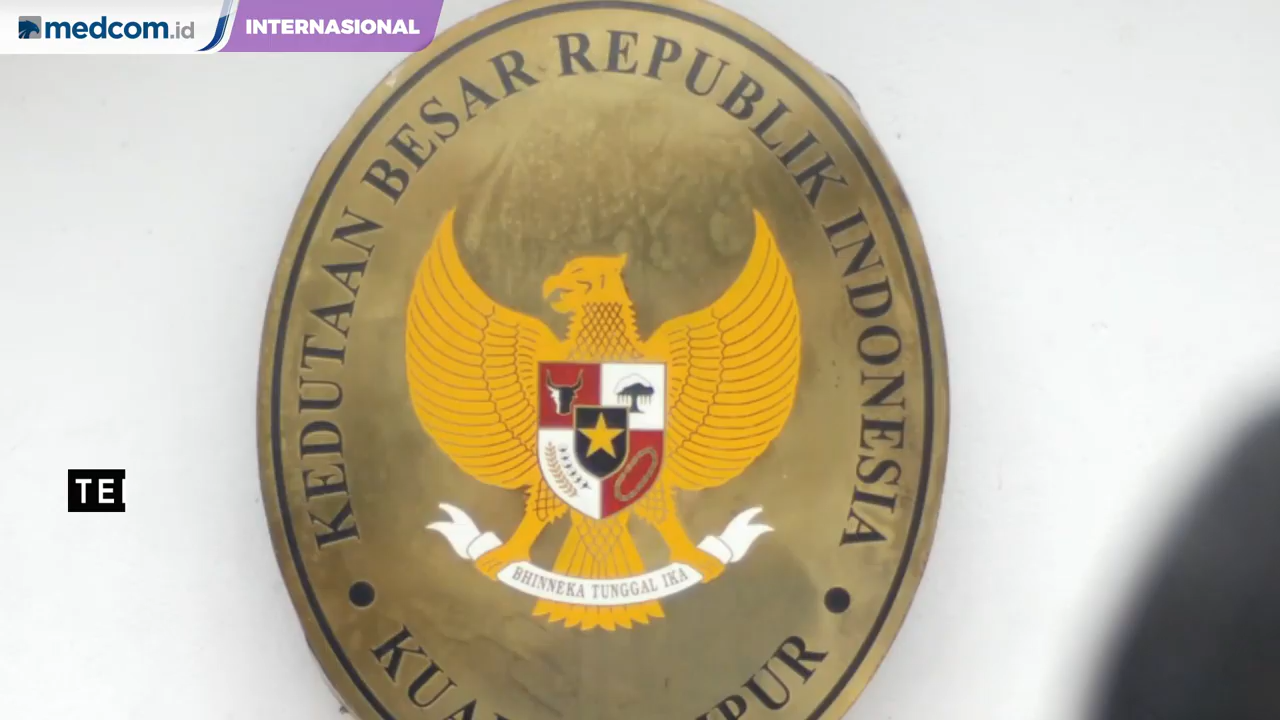 medcom.id
INTERNASIONAL
KEDUTAAN BESAR REPUBLIK INDONESIA
BHINNEKA TUNGGAL IKA
TE